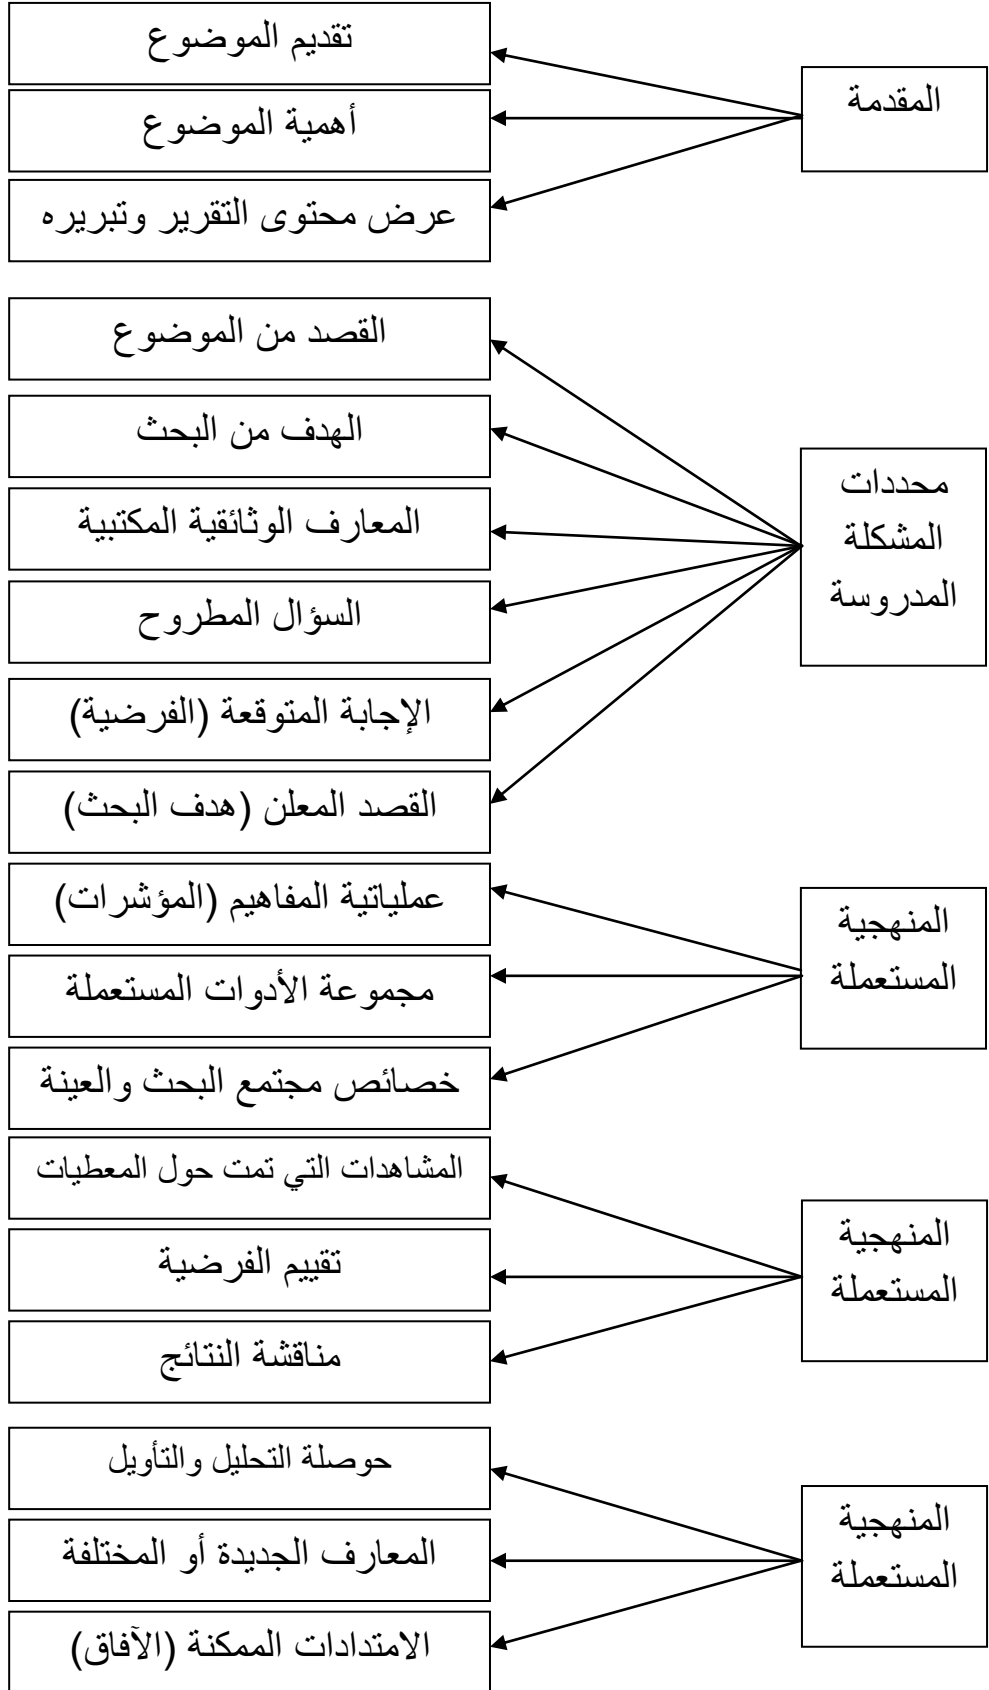 المقدمة
تقديم الموضوع
أهمية الموضوع
عرض محتوى التقرير وتبريره
محددات
المشكلة
المدروسة
القصد من الموضوع
الهدف من البحث
المعارف الوثائقية المكتبية
السؤال المطروح
الإجابة المتوقعة (الفرضية)
القصد المعلن (هدف البحث)
المنهجية
المستعملة
عملياتية المفاهيم (المؤشرات)
مجموعة الأدوات المستعملة
خصائص مجتمع البحث والعينة
المنهجية
المستعملة
المشاهدات التي تمت حول المعطيات
تقييم الفرضية
مناقشة النتائج
المنهجية
المستعملة
حوصلة التحليل والتأويل
المعارف الجديدة أو المختلفة
الامتدادات الممكنة (الآفاق)